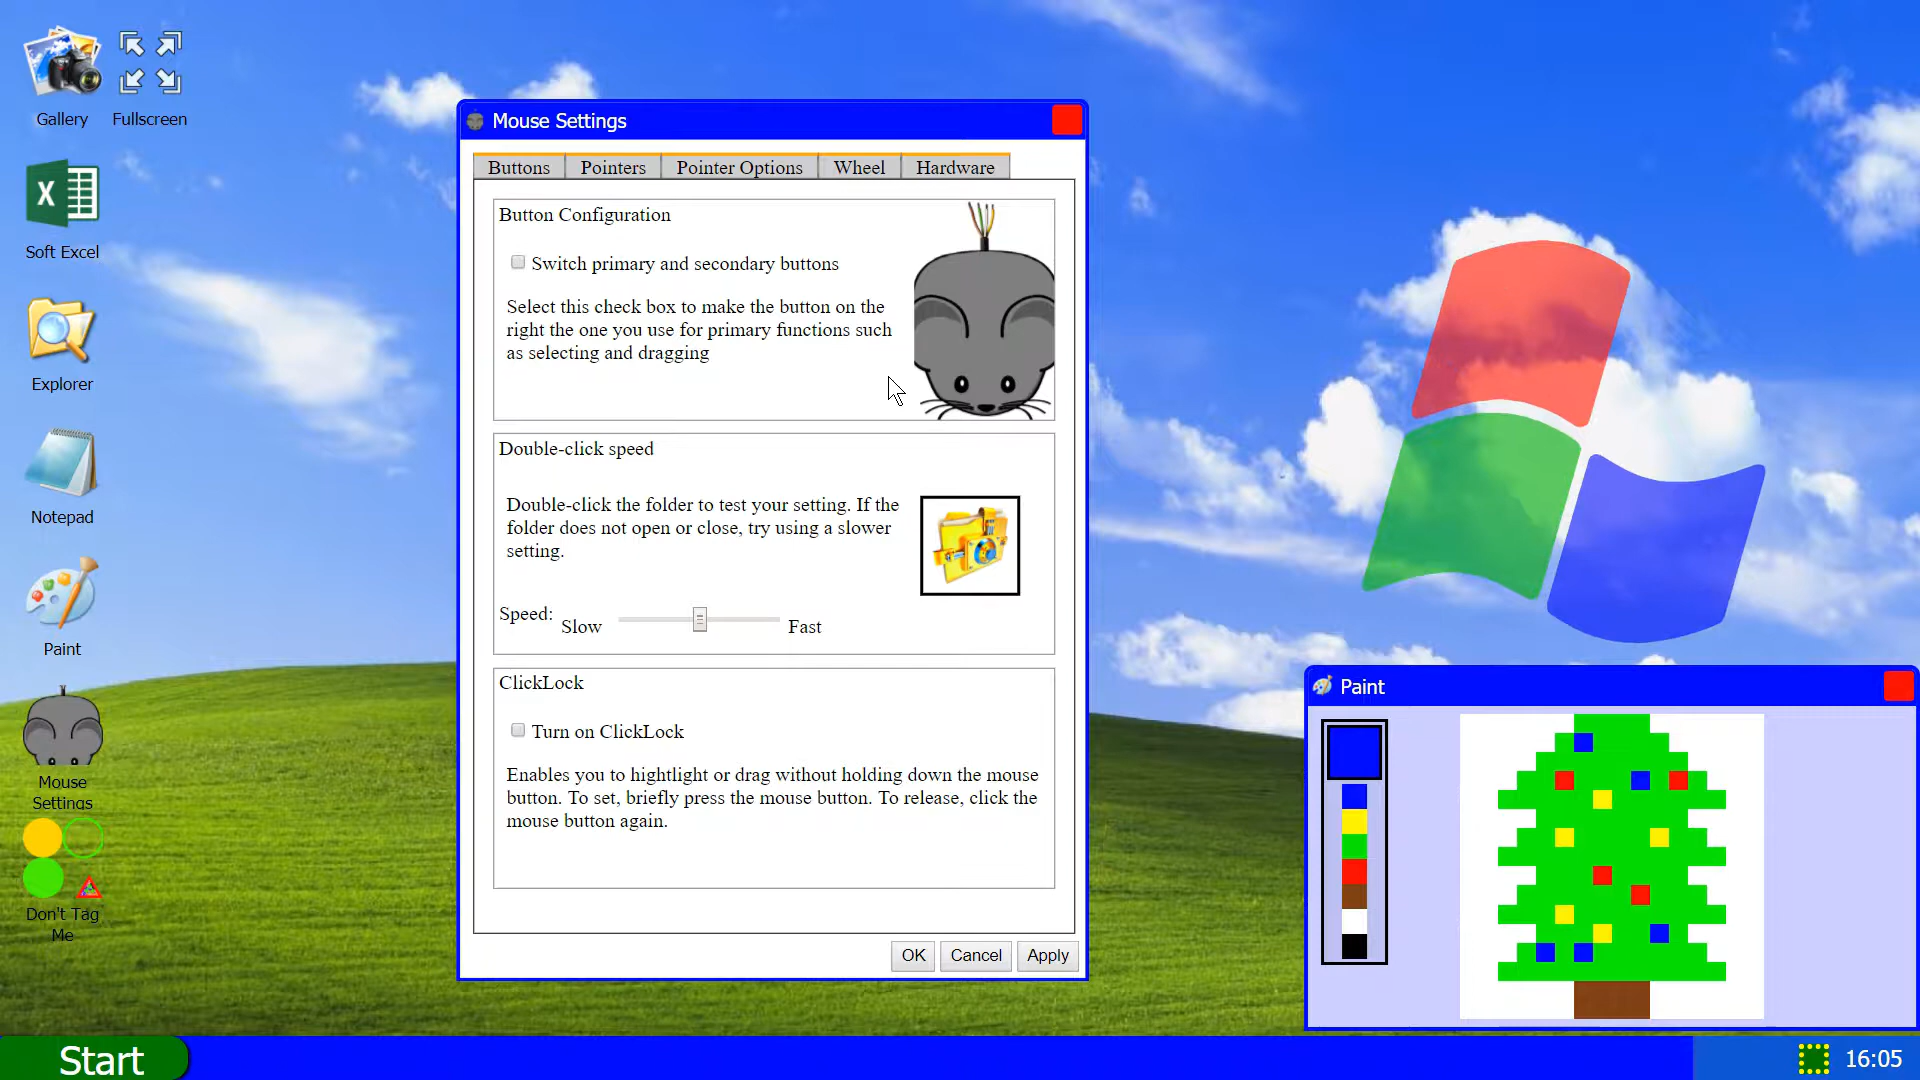 Gallery
Fullscreen
Soft Excel
Explorer
Notepad
Paint
Mouse
Settings
Don't Tag
Me
Mouse Settings
Buttons
Pointers
Pointer Options
Wheel
Hardware
Button Configuration
Switch primary and secondary buttons
Select this check box to make the button on the
right the one you use for primary functions such
as selecting and dragging
Double-click speed
Double-click the folder to test your setting. If the
folder does not open or close, try using a slower
setting.
Speed:
Slow
Fast
ClickLock
Turn on ClickLock
Enables you to hightlight or drag without holding down the mouse
button. To set, briefly press the mouse button. To release, click the
mouse button again.
OK
Cancel
Apply
Paint
Start
16:05